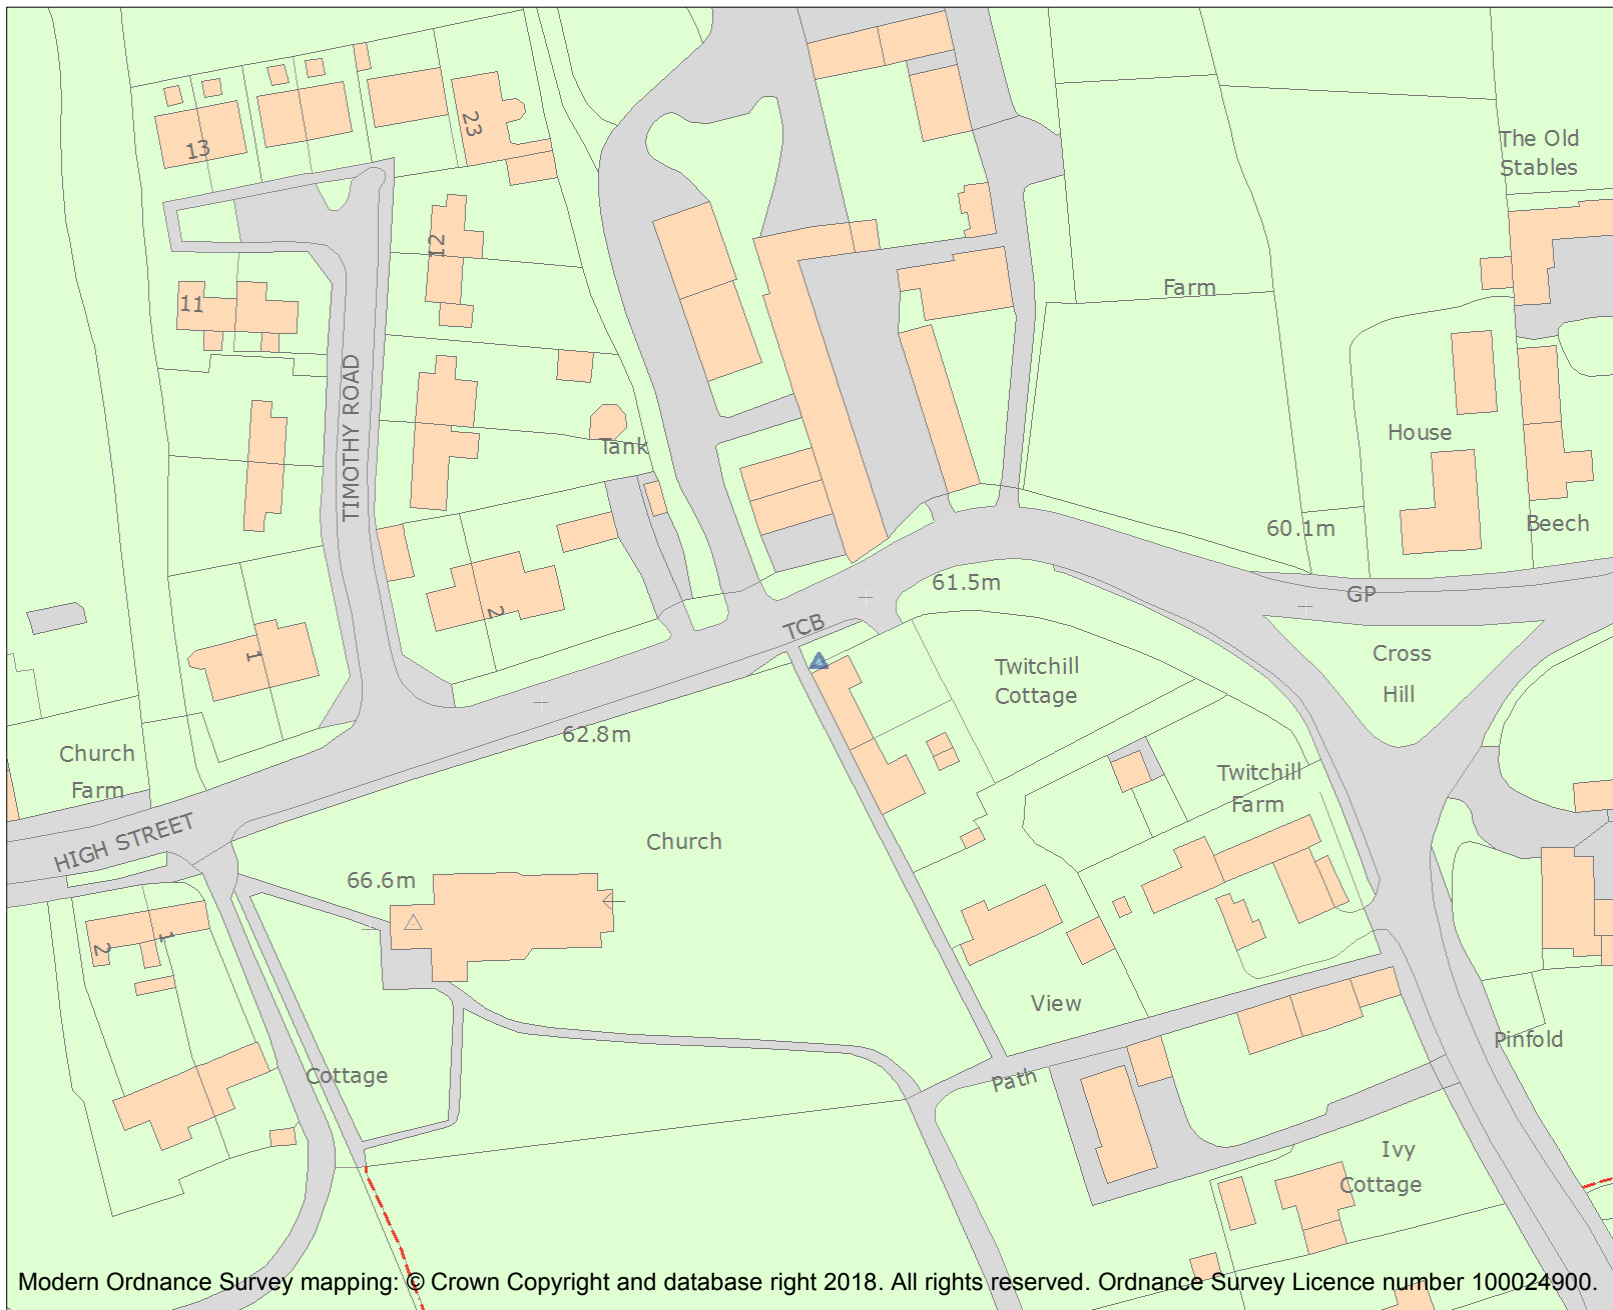 23
13
The Old
Stables
12
Farm
11
TIMOTHY ROAD
House
Tank
Beech
60.1m
61.5m
GP
2
TCB
1
Cross
Hill
Twitchill
Cottage
62.8m
Church
Farm
Twitchill
Farm
HIGH STREET
Church
66.6m
2
1
View
Pinfold
Path
Cottage
Ivy
Cottage
Modern Ordnance Survey mapping: © Crown Copyright and database right 2018. All rights reserved. Ordnance Survey Licence number 100024900.